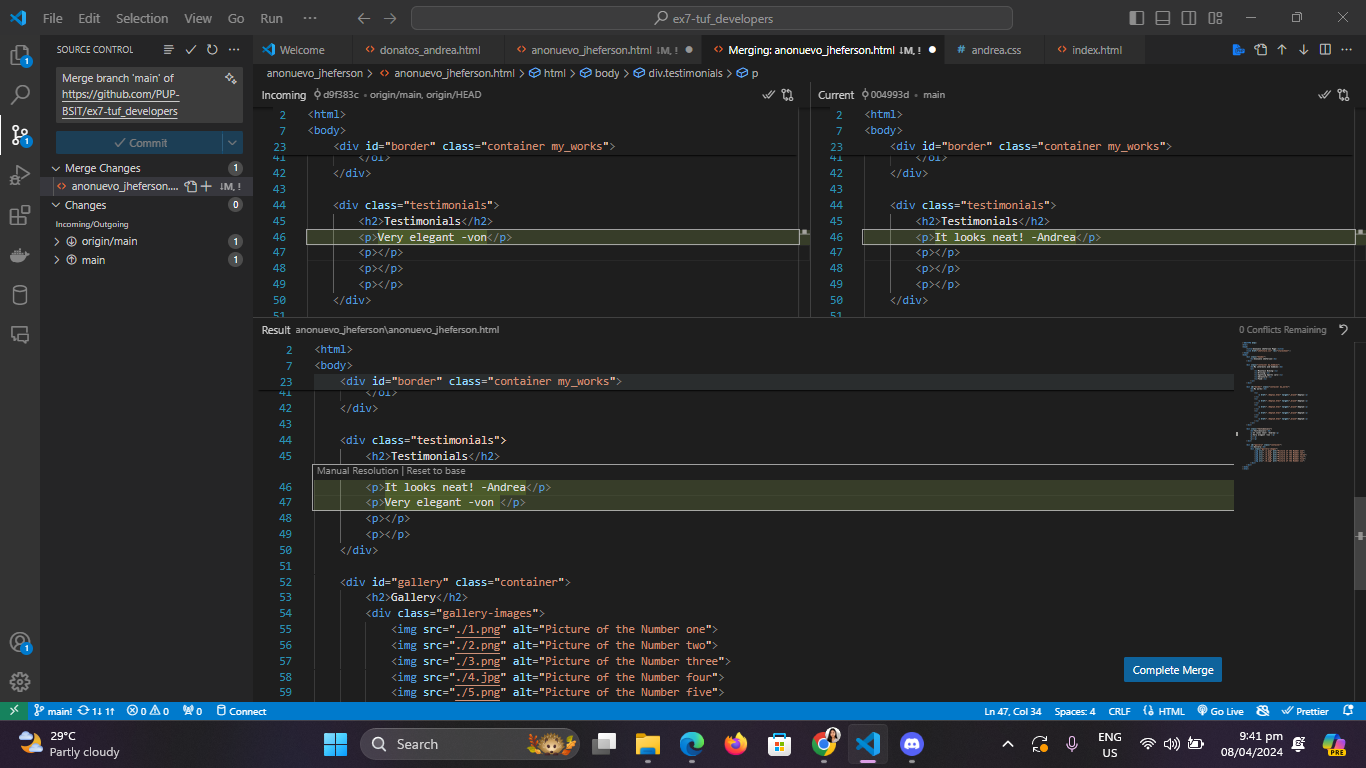 File Edit Selection View Go Run ···
ex7-tuf_developers
SOURCE CONTROL
Welcome
donatos_andrea.html
anonuevo_jheferson.html ↓M, !
Merging: anonuevo_jheferson.html ↓M, !
andrea.css
index.html
anonuevo_jheferson > anonuevo_jheferson.html > html > body > div.testimonials > p
Merge branch 'main' of
https://github.com/PUP-
BSIT/ex7-tuf_developers
Commit
Merge Changes 1
anonuevo_jheferson.... ↓M, !
Changes 0
Incoming/Outgoing
origin/main 1
main 1
Incoming d9f383c • origin/main, origin/HEAD
2 <html>
7 <body>
23 <div id="border" class="container my_works">
41 </ol>
42 </div>
43
44 <div class="testimonials">
45 <h2>Testimonials</h2>
46 <p>Very elegant -von</p>
47 <p></p>
48 <p></p>
49 <p></p>
50 </div>
51
Current 004993d • main
2 <html>
7 <body>
23 <div id="border" class="container my_works">
41 </ol>
42 </div>
43
44 <div class="testimonials">
45 <h2>Testimonials</h2>
46 <p>It looks neat! -Andrea</p>
47 <p></p>
48 <p></p>
49 <p></p>
50 </div>
51
Result anonuevo_jheferson\anonuevo_jheferson.html
0 Conflicts Remaining
2 <html>
7 <body>
23 <div id="border" class="container my_works">
41 </ol>
42 </div>
43
44 <div class="testimonials">
45 <h2>Testimonials</h2>
Manual Resolution | Reset to base
46 <p>It looks neat! -Andrea</p>
47 <p>Very elegant -von </p>
48 <p></p>
49 <p></p>
50 </div>
51
52 <div id="gallery" class="container">
53 <h2>Gallery</h2>
54 <div class="gallery-images">
55 <img src="./1.png" alt="Picture of the Number one">
56 <img src="./2.png" alt="Picture of the Number two">
57 <img src="./3.png" alt="Picture of the Number three">
58 <img src="./4.jpg" alt="Picture of the Number four">
59 <img src="./5.png" alt="Picture of the Number five">
Complete Merge
main! 1↓ 1↑ 0 0 0 Connect
Ln 47, Col 34 Spaces: 4 CRLF HTML Go Live Prettier
29°C
Partly cloudy
Search
ENG
US
9:41 pm
08/04/2024
PRE